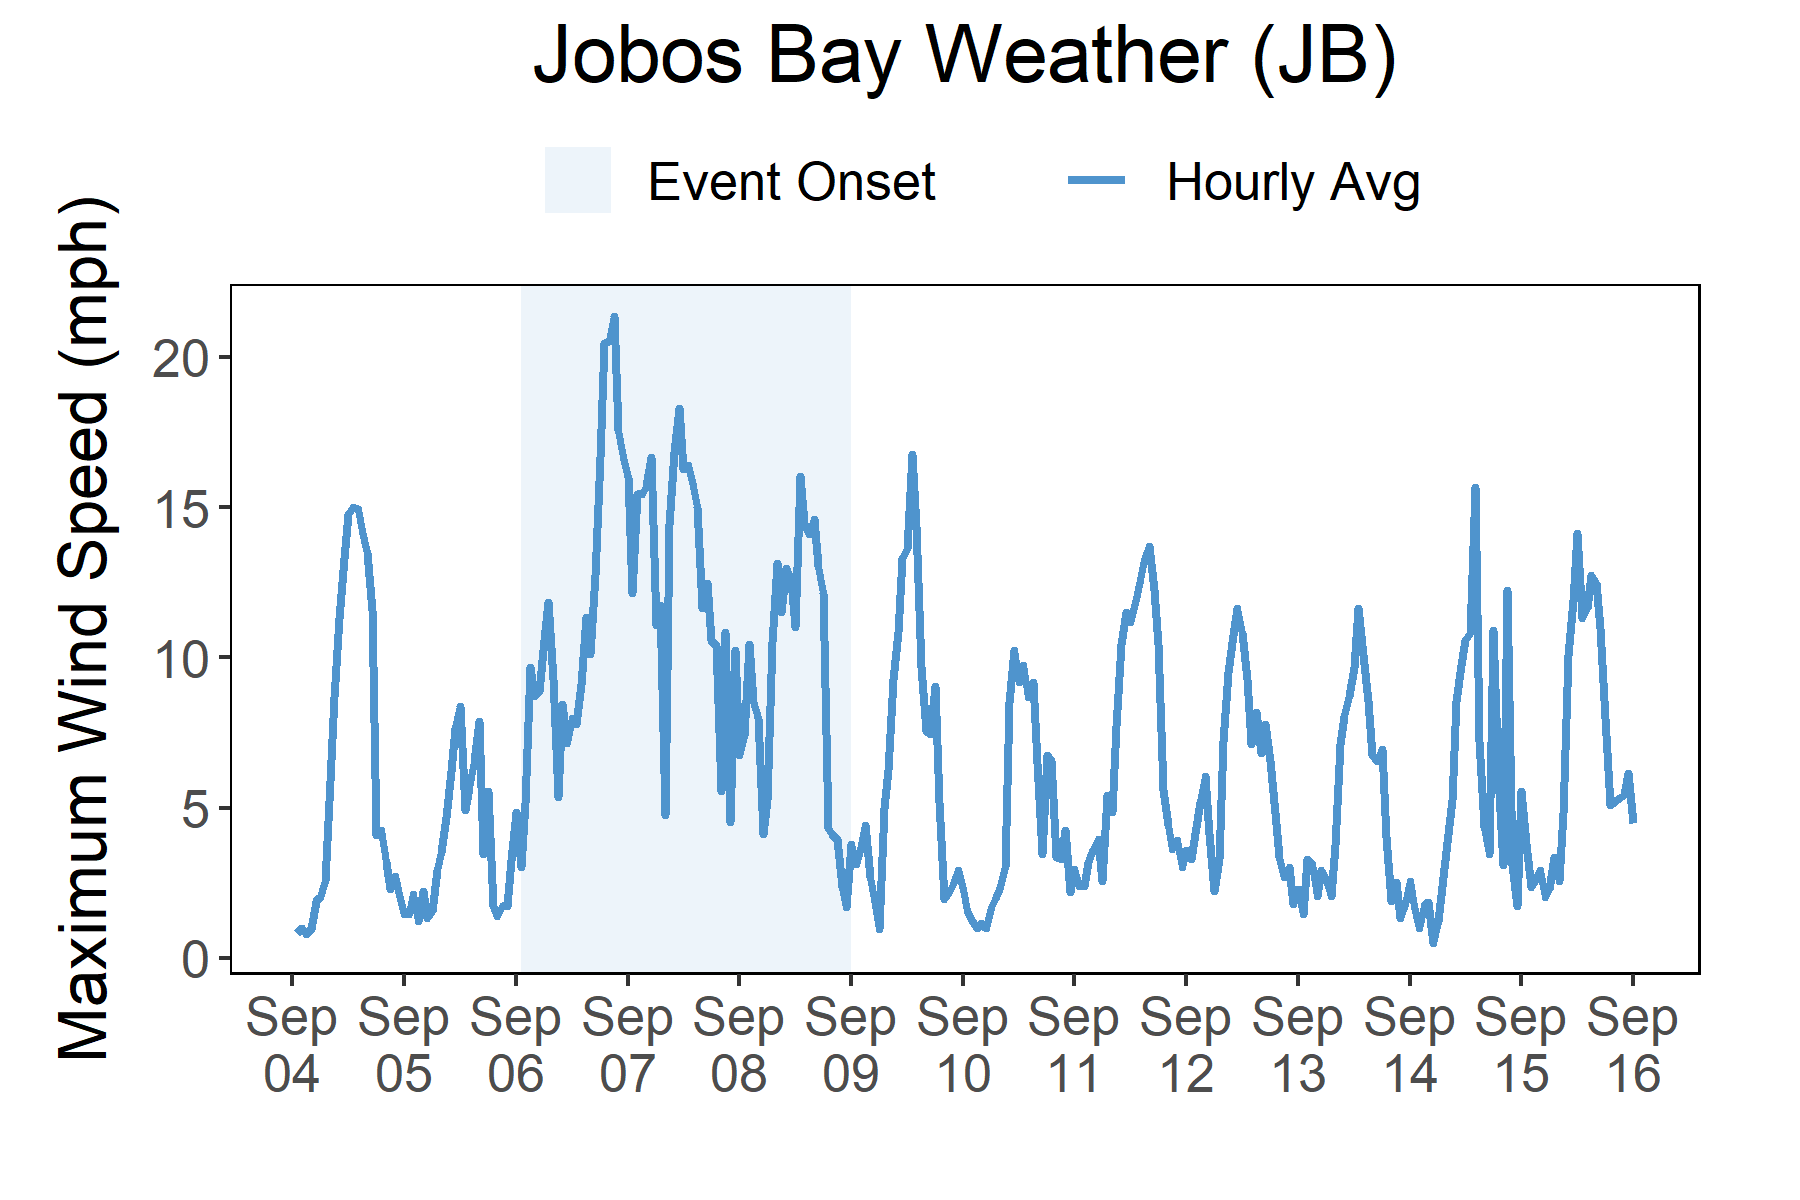 Jobos Bay Weather (JB)
Event Onset
Hourly Avg
Maximum Wind Speed (mph)
20
15
10
5
0
Sep Sep Sep Sep Sep Sep Sep Sep Sep Sep Sep Sep Sep
04 05 06 07 08 09 10 11 12 13 14 15 16